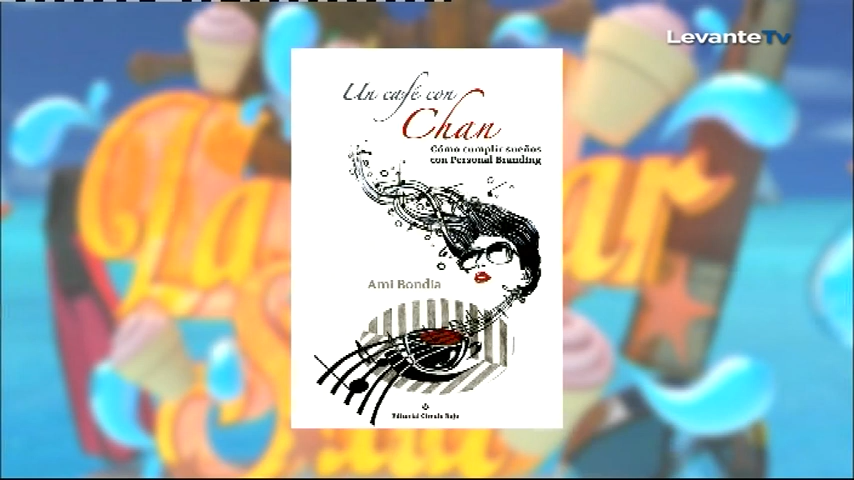 LevanteTv
Un café con
Chan
Cómo cumplir sueños
con Personal Branding
Ami Bondía
Editorial Círculo Rojo